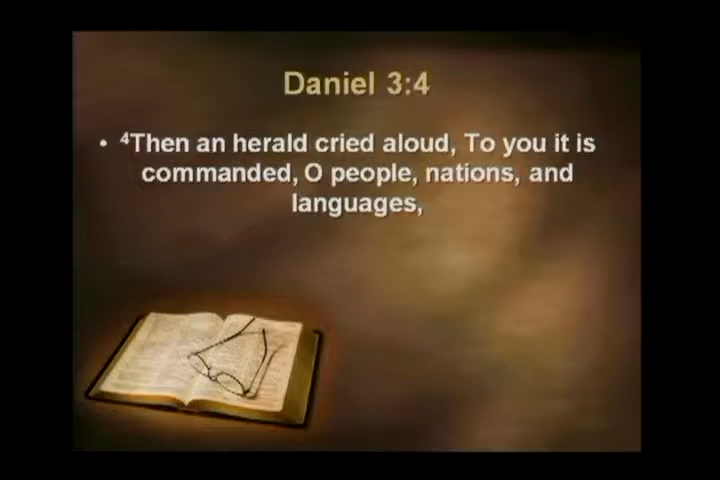 Daniel 3:4
• ⁴Then an herald cried aloud, To you it is
commanded, O people, nations, and
languages,